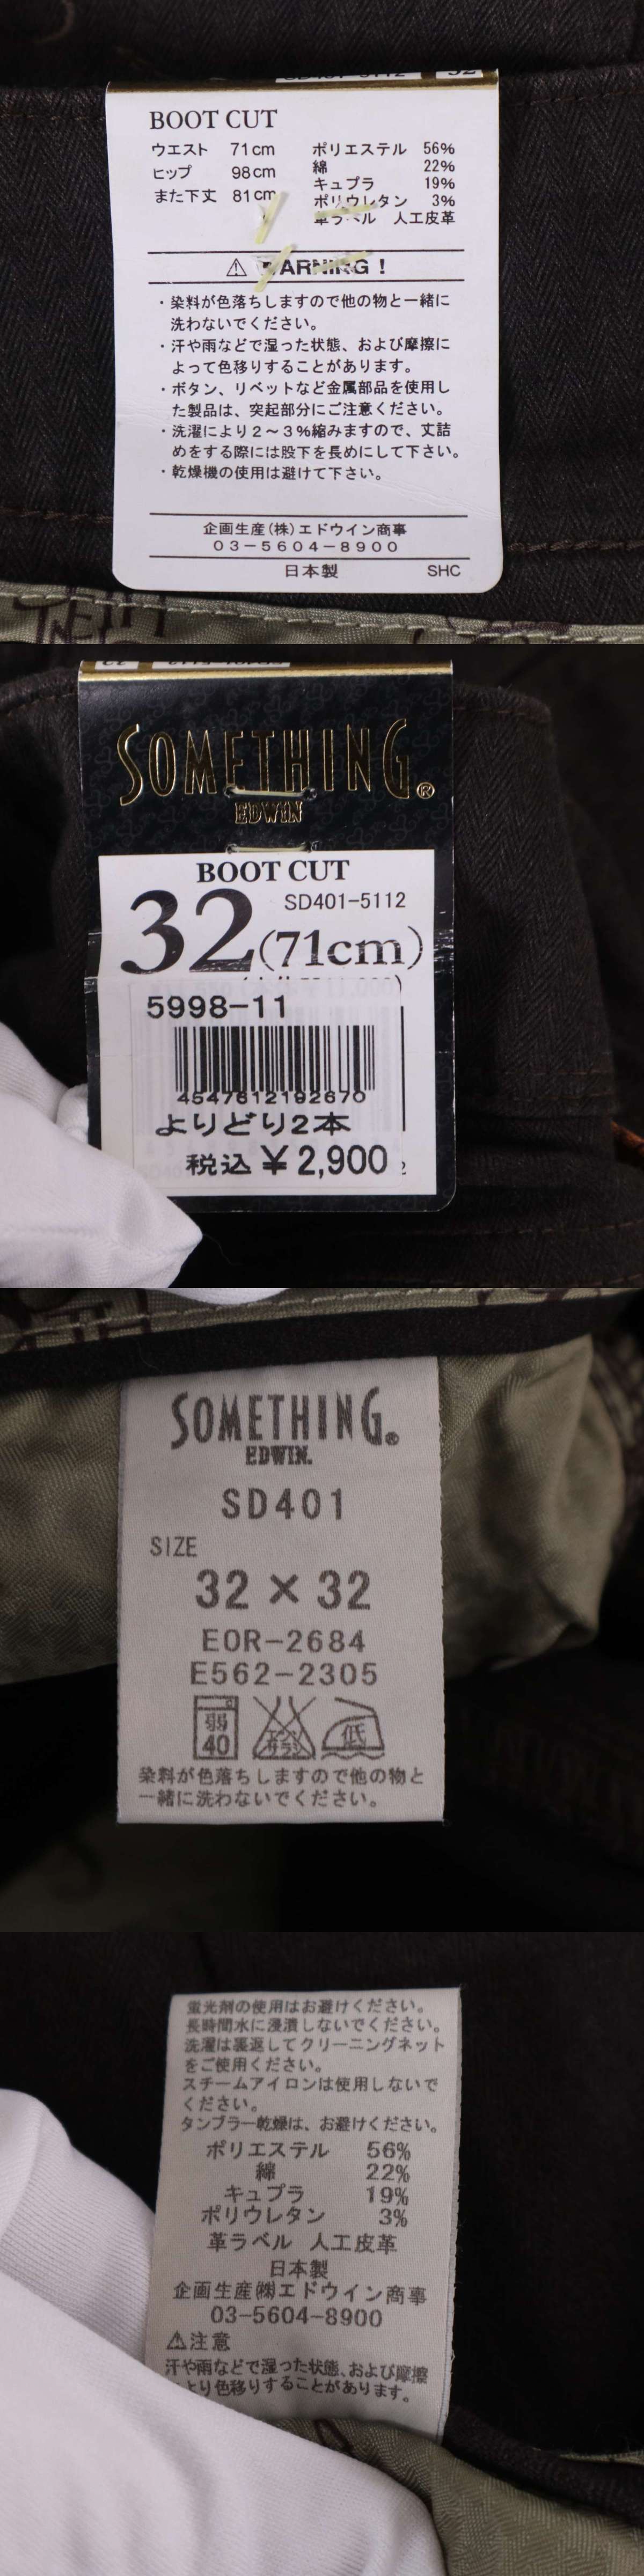 BOOT CUT
ウエスト 71cm
ヒップ 98cm
また下丈 81cm
ポリエステル 56%
綿 22%
キュプラ 19%
ポリウレタン 3%
革ラベル 人工皮革
⚠ WARNING !
・染料が色落ちしますので他の物と一緒に
洗わないでください。
・汗や雨などで湿った状態、および摩擦に
よって色移りすることがあります。
・ボタン、リベットなど金属部品を使用し
た製品は、突起部分にご注意ください。
・洗濯により2～3%縮みますので、丈詰
めをする際には股下を長めにして下さい。
・乾燥機の使用は避けて下さい。
企画生産(株)エドウイン商事
03-5604-8900
日本製 SHC
SOMETHING®
EDWIN
BOOT CUT
32 SD401-5112
(71cm)
5998-11
4547612192670
よりどり2本
税込 ¥2,900
SOMETHING®
EDWIN.
SD401
SIZE
32×32
EOR-2684
E562-2305
弱
40
エンソサラシ
低
染料が色落ちしますので他の物と
一緒に洗わないでください。
蛍光剤の使用はお避けください。
長時間水に浸漬しないでください。
洗濯は裏返してクリーニングネット
をご使用ください。
スチームアイロンは使用しないで
ください。
タンブラー乾燥は、お避けください。
ポリエステル 56%
綿 22%
キュプラ 19%
ポリウレタン 3%
革ラベル 人工皮革
日本製
企画生産㈱エドウイン商事
03-5604-8900
⚠注意
汗や雨などで湿った状態、および摩擦
より色移りすることがあります。